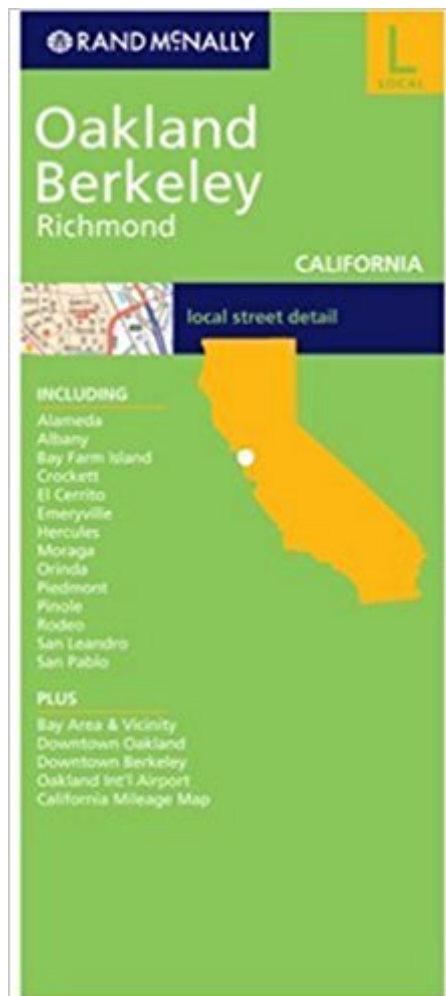 RAND McNALLY
L
LOCAL
Oakland
Berkeley
Richmond
CALIFORNIA
local street detail
INCLUDING
Alameda
Albany
Bay Farm Island
Crockett
El Cerrito
Emeryville
Hercules
Moraga
Orinda
Piedmont
Pinole
Rodeo
San Leandro
San Pablo
PLUS
Bay Area & Vicinity
Downtown Oakland
Downtown Berkeley
Oakland Int'l Airport
California Mileage Map